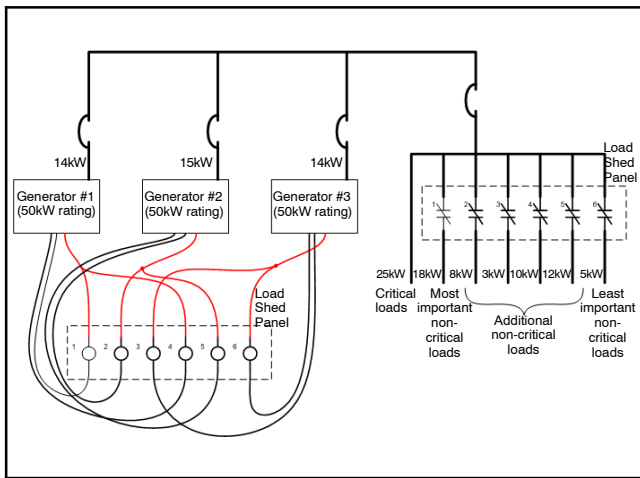 14kW
15kW
14kW
Generator #1
(50kW rating)
Generator #2
(50kW rating)
Generator #3
(50kW rating)
Load
Shed
Panel
1
2
3
4
5
6
Load
Shed
Panel
1
2
3
4
5
6
25kW
18kW
8kW
3kW
10kW
12kW
5kW
Critical
loads
Most
important
non-
critical
loads
Additional
non-critical
loads
Least
important
non-
critical
loads